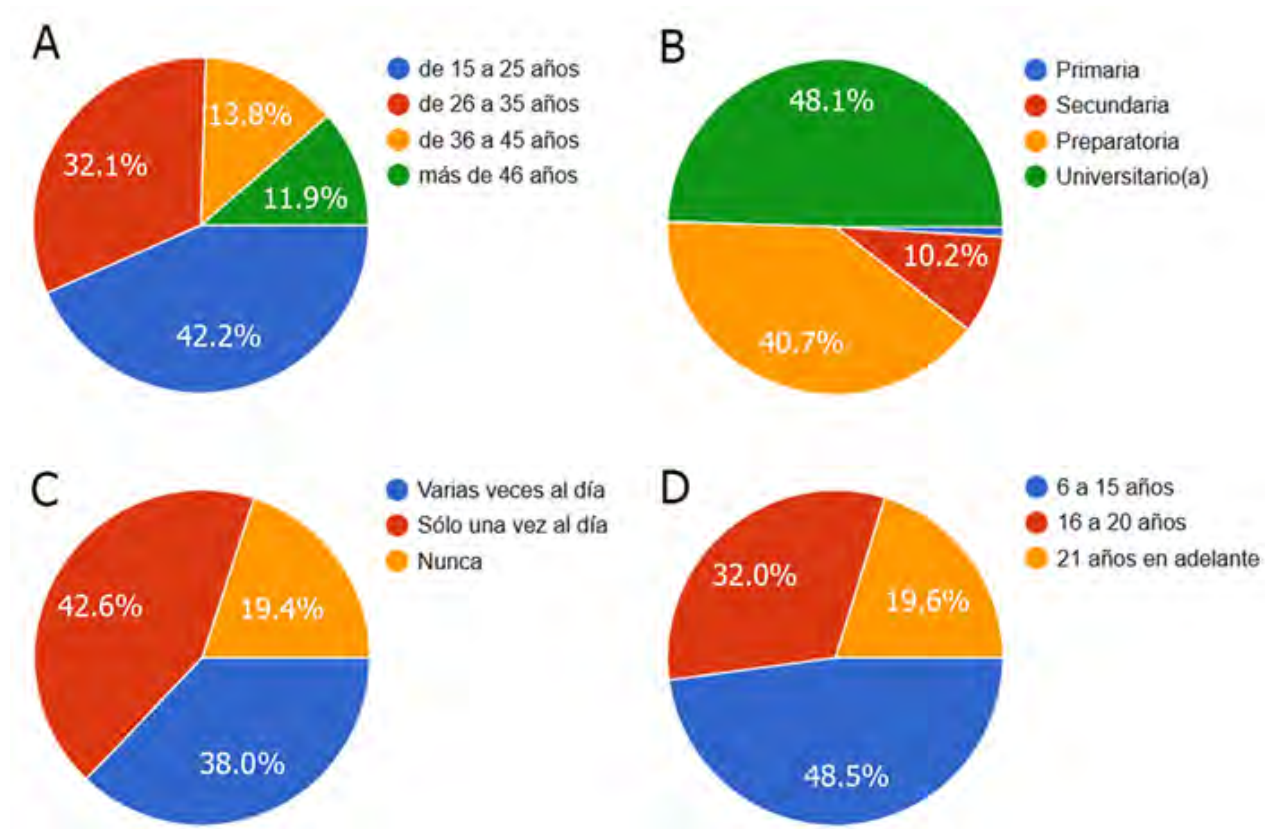 A
de 15 a 25 años
de 26 a 35 años
de 36 a 45 años
más de 46 años
32.1%
13.8%
11.9%
42.2%
B
Primaria
Secundaria
Preparatoria
Universitario(a)
48.1%
10.2%
40.7%
C
Varias veces al día
Sólo una vez al día
Nunca
42.6%
19.4%
38.0%
D
6 a 15 años
16 a 20 años
21 años en adelante
32.0%
19.6%
48.5%